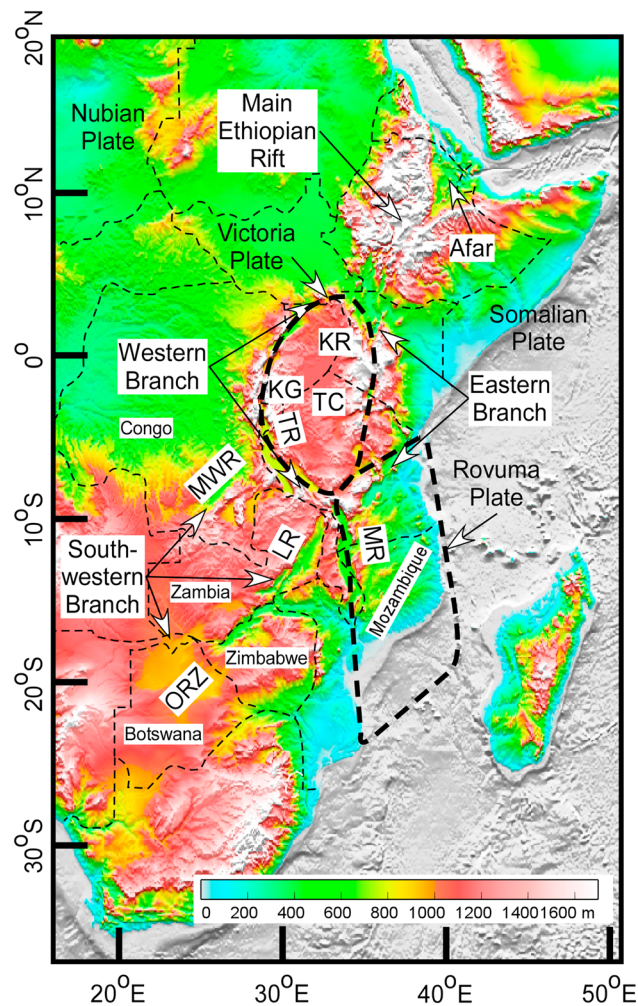 20°N
Nubian
Plate
Main
Ethiopian
Rift
10°N
Victoria
Plate
Afar
Somalian
Plate
Western
Branch
KR
0°
KG
TC
Eastern
Branch
TR
Congo
MWR
Rovuma
Plate
10°S
LR
MR
South-
western
Branch
Zambia
Mozambique
Zimbabwe
ORZ
20°S
Botswana
30°S
0 200 400 600 800 1000 1200 1400 1600 m
20°E 30°E 40°E 50°E